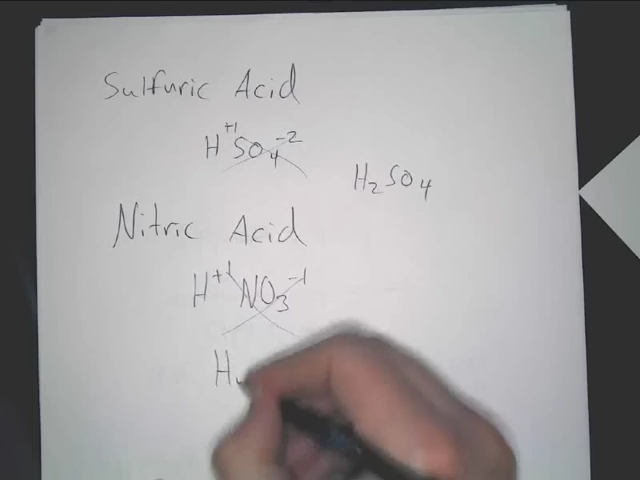 Sulfuric Acid
H+1 SO4-2
H2SO4
Nitric Acid
H+1 NO3-1
H